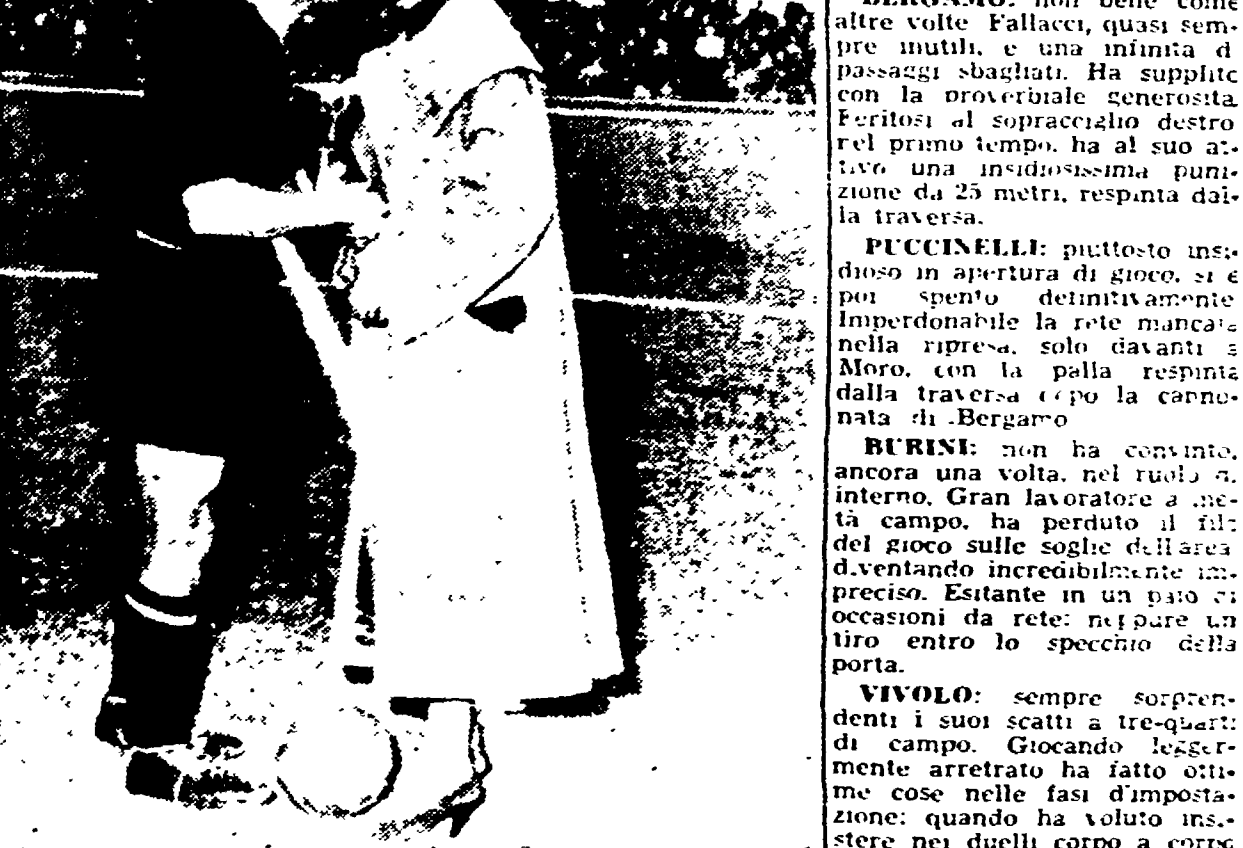 BERGAMO: non bene come
altre volte Fallacci, quasi sem-
pre inutili, e una infinita d
passaggi sbagliati. Ha supplito
con la proverbiale generosita
Feritosi al sopracciglio destro
nel primo tempo, ha al suo at-
tivo una insidiosissima puni-
zione da 25 metri, respinta dal-
la traversa.
PUCCINELLI: piuttosto insi-
dioso in apertura di gioco, si e
poi spento definitivamente
Imperdonabile la rete mancata
nella ripresa, solo davanti a
Moro, con la palla respinta
dalla traversa dopo la canno-
nata di Bergamo
BURINI: non ha convinto,
ancora una volta, nel ruolo di
interno. Gran lavoratore a me-
tà campo, ha perduto il filo
del gioco sulle soglie dell'area
diventando incredibilmente im-
preciso. Esitante in un paio di
occasioni da rete: neppure un
tiro entro lo specchio della
porta.
VIVOLO: sempre sorpren-
denti i suoi scatti a tre-quarti
di campo. Giocando legger-
mente arretrato ha fatto otti-
me cose nelle fasi d'imposta-
zione: quando ha voluto insi-
stere nei duelli corpo a corpo